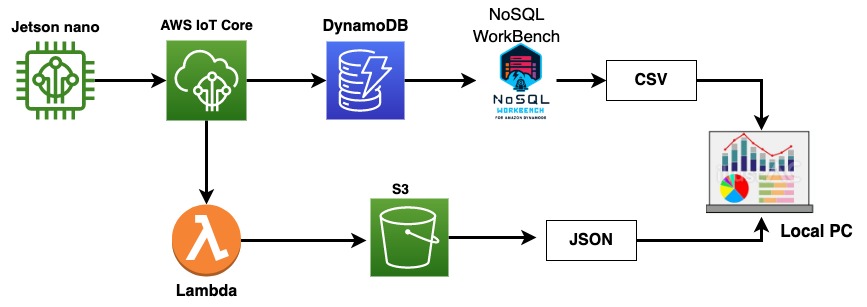 Jetson nano
AWS IoT Core
DynamoDB
NoSQL
WorkBench
NoSQL
WORKBENCH
FOR AMAZON DYNAMODB
CSV
Local PC
Lambda
S3
JSON